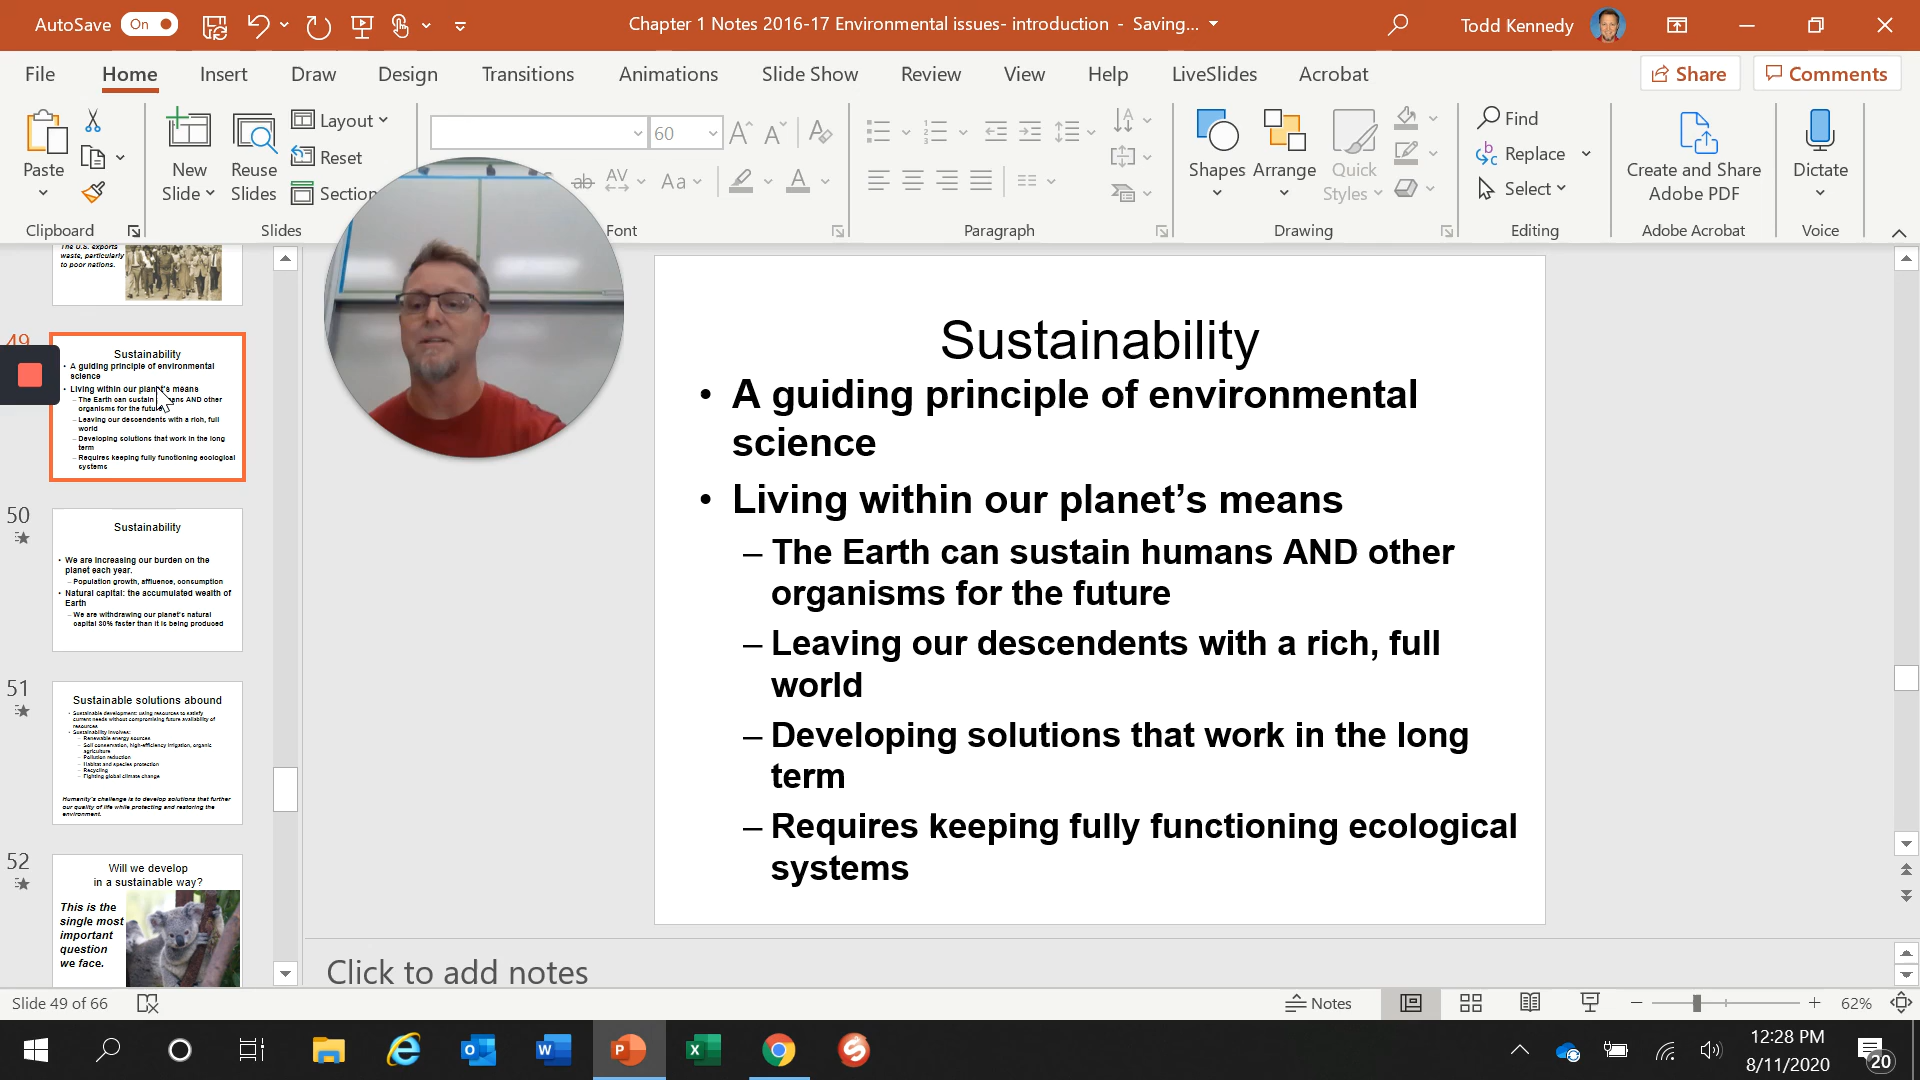 AutoSave On
Chapter 1 Notes 2016-17 Environmental issues- introduction - Saving...
Todd Kennedy
File Home Insert Draw Design Transitions Animations Slide Show Review View Help LiveSlides Acrobat
Share Comments
Paste
New Slide
Reuse Slides
Layout
Reset
Section
60
Aa
Shapes Arrange Quick Styles
Find
Replace
Select
Create and Share Adobe PDF
Dictate
Clipboard Slides Font Paragraph Drawing Editing Adobe Acrobat Voice
The U.S. exports
waste, particularly
to poor nations.
49
Sustainability
• A guiding principle of environmental
science
• Living within our planet's means
– The Earth can sustain humans AND other
organisms for the future
– Leaving our descendents with a rich, full
world
– Developing solutions that work in the long
term
– Requires keeping fully functioning ecological
systems
50
Sustainability
• We are increasing our burden on the
planet each year.
– Population growth, affluence, consumption
• Natural capital: the accumulated wealth of
Earth
– We are withdrawing our planet's natural
capital 30% faster than it is being produced
51
Sustainable solutions abound
• Sustainable development: using resources to satisfy
current needs without compromising future availability of
resources
• Sustainability involves:
– Renewable energy sources
– Soil conservation, high-efficiency irrigation, organic
agriculture
– Pollution reduction
– Habitat and species protection
– Recycling
– Fighting global climate change
Humanity's challenge is to develop solutions that further
our quality of life while protecting and restoring the
environment.
52
Will we develop
in a sustainable way?
This is the
single most
important
question
we face.
Sustainability
• A guiding principle of environmental
science
• Living within our planet’s means
– The Earth can sustain humans AND other
organisms for the future
– Leaving our descendents with a rich, full
world
– Developing solutions that work in the long
term
– Requires keeping fully functioning ecological
systems
Click to add notes
Slide 49 of 66
Notes
62%
12:28 PM
8/11/2020
20